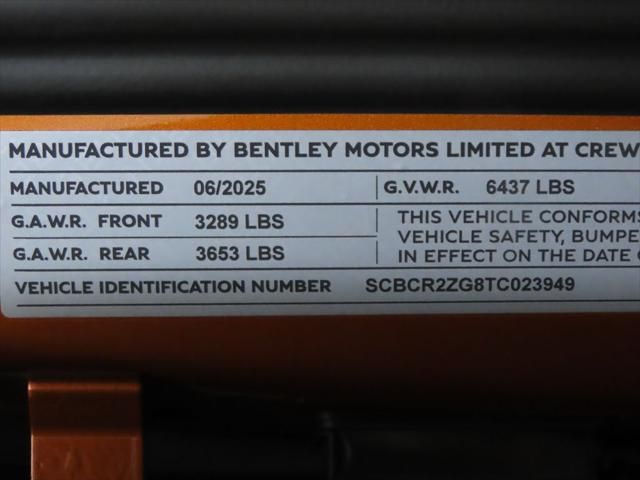 MANUFACTURED BY BENTLEY MOTORS LIMITED AT CREW
MANUFACTURED 06/2025 G.V.W.R. 6437 LBS
G.A.W.R. FRONT 3289 LBS
G.A.W.R. REAR 3653 LBS
THIS VEHICLE CONFORMS
VEHICLE SAFETY, BUMPE
IN EFFECT ON THE DATE
VEHICLE IDENTIFICATION NUMBER SCBCR2ZG8TC023949